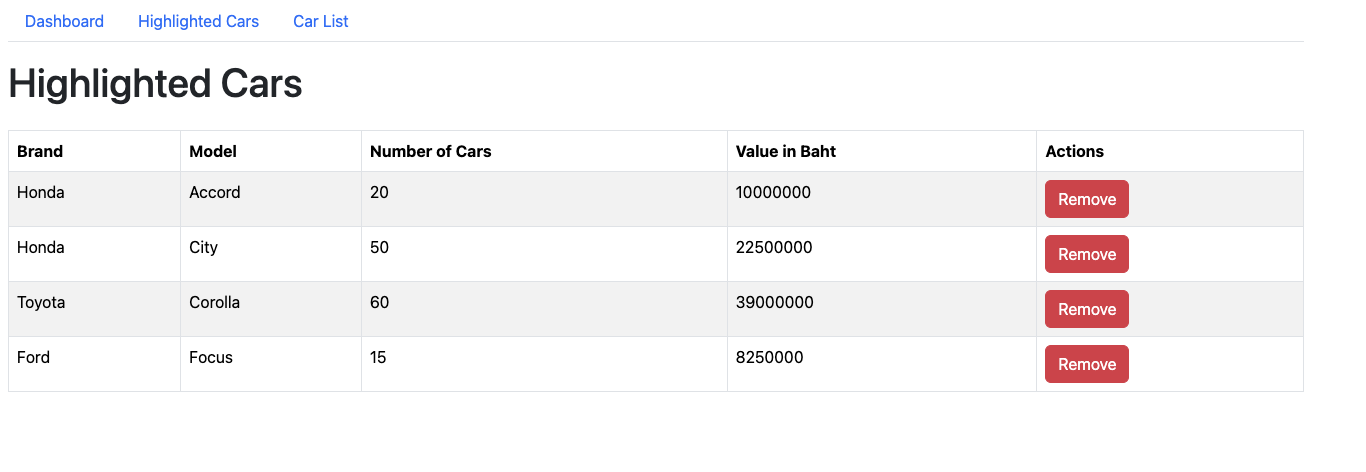 Dashboard Highlighted Cars Car List
Highlighted Cars
Brand Model Number of Cars Value in Baht Actions
Honda Accord 20 10000000 Remove
Honda City 50 22500000 Remove
Toyota Corolla 60 39000000 Remove
Ford Focus 15 8250000 Remove